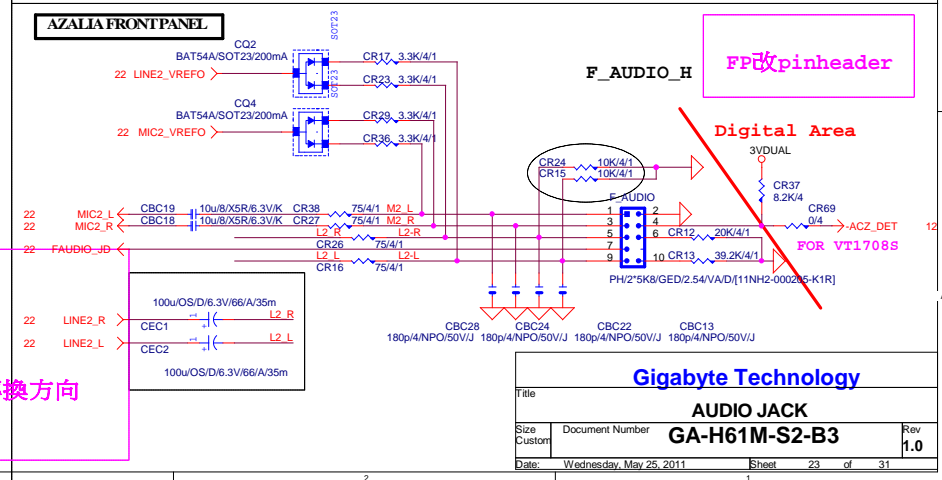 AZALIA FRONT PANEL
CQ2
BAT54A/SOT23/200mA
SOT23
CR17 3.3K/4/1
22 LINE2_VREFO
SOT23
CR23 3.3K/4/1
F_AUDIO_H
FP改pinheader
CQ4
BAT54A/SOT23/200mA
CR29 3.3K/4/1
22 MIC2_VREFO
CR36 3.3K/4/1
Digital Area
3VDUAL
CR24 10K/4/1
CR15 10K/4/1
CR37
8.2K/4
F_AUDIO
22 MIC2_L CBC19 10u/8/X5R/6.3V/K CR38 75/4/1 M2_L
22 MIC2_R CBC18 10u/8/X5R/6.3V/K CR27 75/4/1 M2_R
1 2
3 4
5 6
7
9 10
CR69
0/4
-ACZ_DET 12
FOR VT1708S
L2_R L2-R
CR12 20K/4/1
22 FAUDIO_JD
CR26 75/4/1
L2_L L2-L
CR13 39.2K/4/1
CR16 75/4/1
PH/2*5K8/GED/2.54/VA/D/[11NH2-000205-K1R]
100u/OS/D/6.3V/66/A/35m
22 LINE2_R 1 + L2_R
CEC1
22 LINE2_L 1 + L2_L
CEC2
100u/OS/D/6.3V/66/A/35m
CBC28 CBC24 CBC22 CBC13
180p/4/NPO/50V/J 180p/4/NPO/50V/J 180p/4/NPO/50V/J 180p/4/NPO/50V/J
換方向
Gigabyte Technology
Title
AUDIO JACK
Size
Custom
Document Number
GA-H61M-S2-B3
Rev
1.0
Date: Wednesday, May 25, 2011 Sheet 23 of 31
2 1